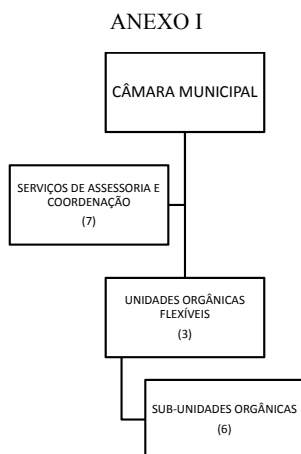 ANEXO I
CÂMARA MUNICIPAL
SERVIÇOS DE ASSESSORIA E
COORDENAÇÃO
(7)
UNIDADES ORGÂNICAS
FLEXÍVEIS
(3)
SUB-UNIDADES ORGÂNICAS
(6)